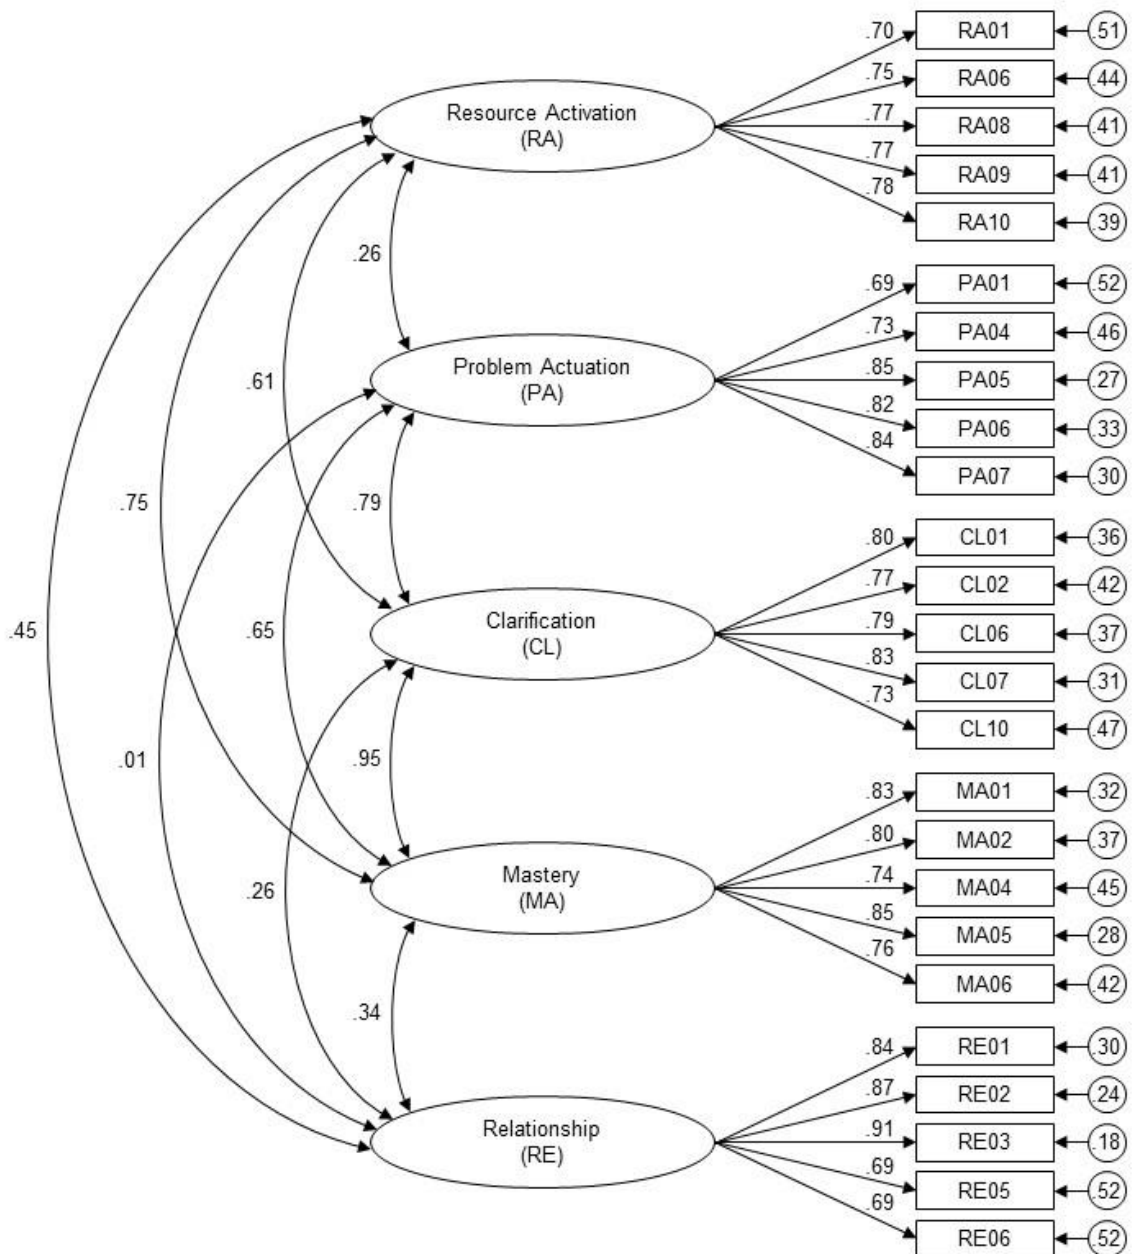 .70
RA01
.51
.75
RA06
.44
Resource Activation
(RA)
.77
RA08
.41
.77
RA09
.41
.78
RA10
.39
.26
.69
PA01
.52
.73
PA04
.46
Problem Actuation
(PA)
.85
PA05
.27
.82
PA06
.33
.84
PA07
.30
.61
.75
.79
.80
CL01
.36
.77
CL02
.42
Clarification
(CL)
.79
CL06
.37
.83
CL07
.31
.73
CL10
.47
.45
.65
.01
.95
.83
MA01
.32
.80
MA02
.37
Mastery
(MA)
.74
MA04
.45
.85
MA05
.28
.76
MA06
.42
.26
.34
.84
RE01
.30
.87
RE02
.24
Relationship
(RE)
.91
RE03
.18
.69
RE05
.52
.69
RE06
.52